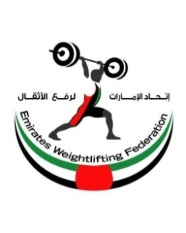 إتحاد الإمارات لرفع الأثقال
Emirates Weightlifting Federation